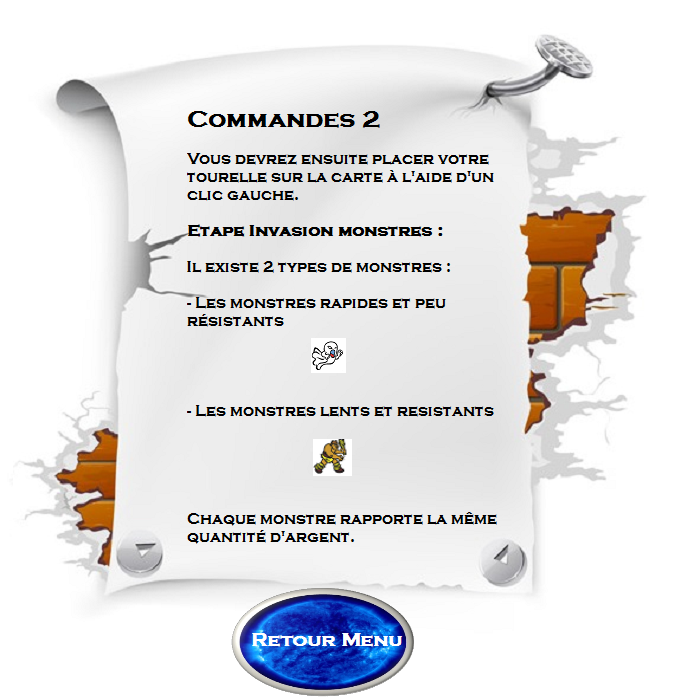 Commandes 2
Vous devrez ensuite placer votre
tourelle sur la carte à l'aide d'un
clic gauche.
Etape Invasion monstres :
Il existe 2 types de monstres :
- Les monstres rapides et peu
résistants
- Les monstres lents et resistants
Chaque monstre rapporte la même
quantité d'argent.
Retour Menu